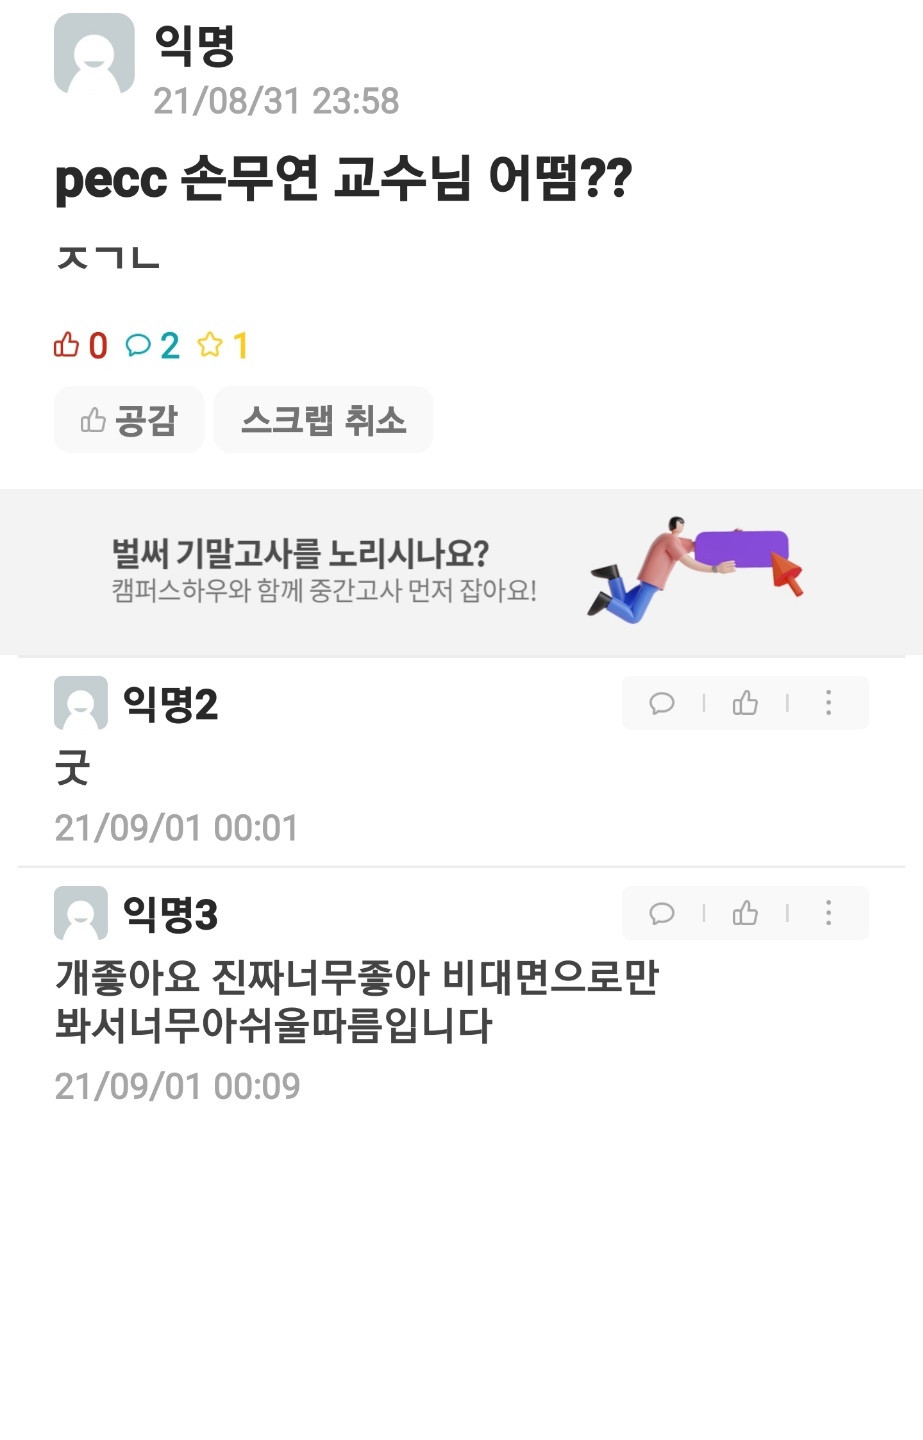 익명
21/08/31 23:58
pecc 손무연 교수님 어떰??
ㅈㄱㄴ
0 2 1
공감 스크랩 취소
벌써 기말고사를 노리시나요?
캠퍼스하우와 함께 중간고사 먼저 잡아요!
익명2
굿
21/09/01 00:01
익명3
개좋아요 진짜너무좋아 비대면으로만
봐서너무아쉬울따름입니다
21/09/01 00:09